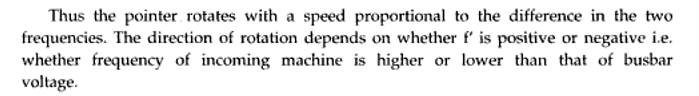 Thus the pointer rotates with a speed proportional to the difference in the two
frequencies. The direction of rotation depends on whether f' is positive or negative i.e.
whether frequency of incoming machine is higher or lower than that of busbar
voltage.